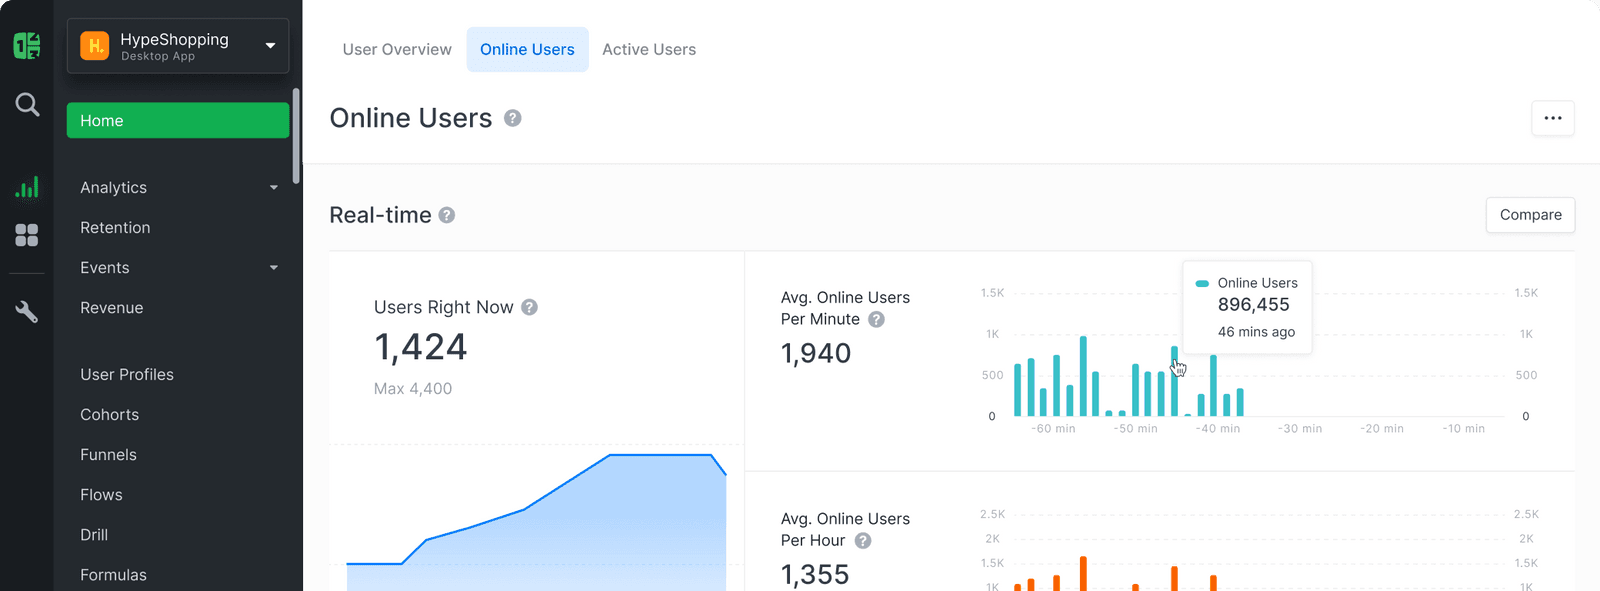 HypeShopping
Desktop App
Home
Analytics
Retention
Events
Revenue
User Profiles
Cohorts
Funnels
Flows
Drill
Formulas
User Overview
Online Users
Active Users
Online Users ?
...
Real-time ?
Compare
Users Right Now ?
1,424
Max 4,400
Avg. Online Users
Per Minute ?
1,940
1.5K
1K
500
0
-60 min
-50 min
-40 min
-30 min
-20 min
-10 min
1.5K
1K
500
0
Online Users
896,455
46 mins ago
Avg. Online Users
Per Hour ?
1,355
2.5K
2K
1.5K
1K
2.5K
2K
1.5K
1K